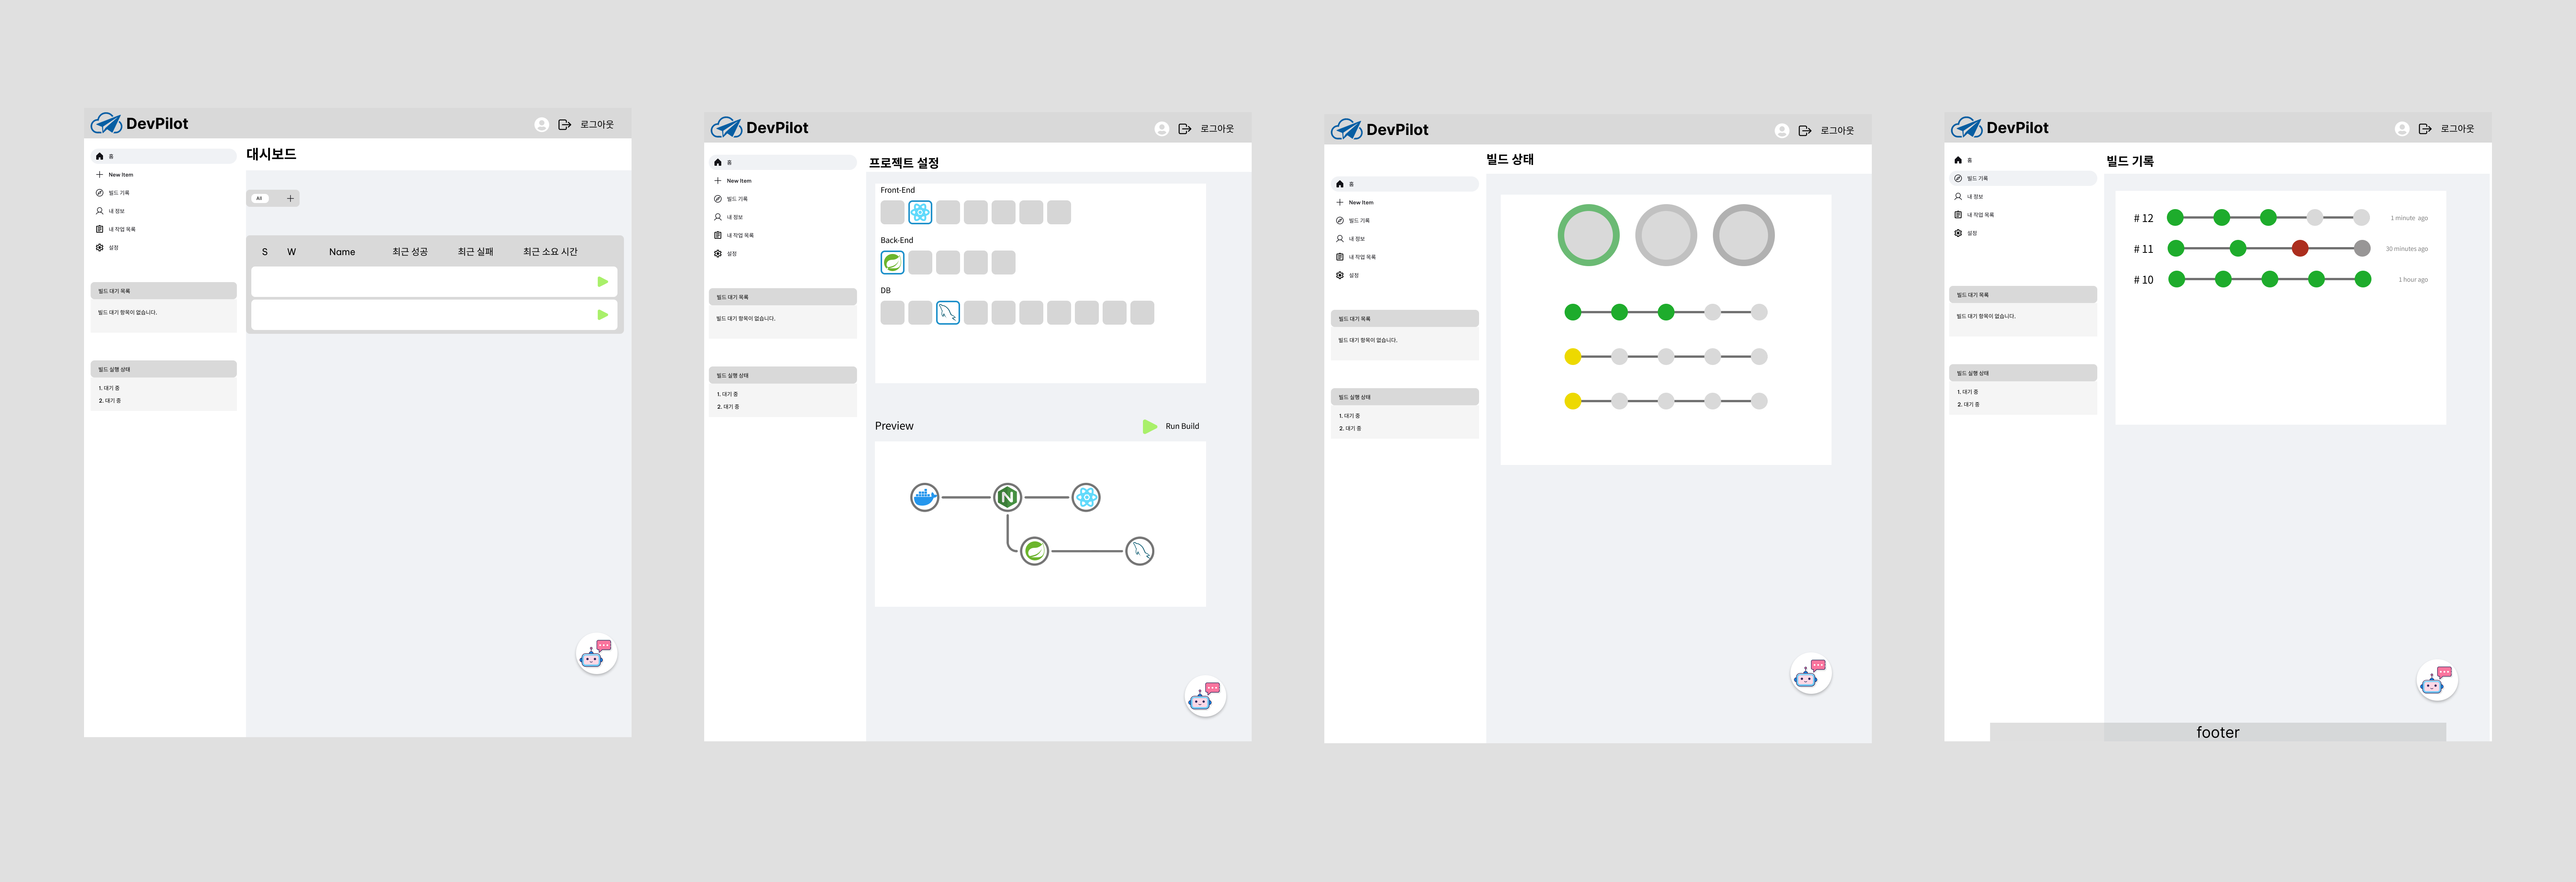 DevPilot
로그아웃
홈
New Item
빌드 기록
내 정보
내 작업 목록
설정
빌드 대기 목록
빌드 대기 항목이 없습니다.
빌드 실행 상태
1. 대기 중
2. 대기 중
대시보드
All
S W Name 최근 성공 최근 실패 최근 소요 시간
DevPilot
로그아웃
홈
New Item
빌드 기록
내 정보
내 작업 목록
설정
빌드 대기 목록
빌드 대기 항목이 없습니다.
빌드 실행 상태
1. 대기 중
2. 대기 중
프로젝트 설정
Front-End
Back-End
DB
Preview
Run Build
DevPilot
로그아웃
홈
New Item
빌드 기록
내 정보
내 작업 목록
설정
빌드 대기 목록
빌드 대기 항목이 없습니다.
빌드 실행 상태
1. 대기 중
2. 대기 중
빌드 상태
DevPilot
로그아웃
홈
빌드 기록
내 정보
내 작업 목록
설정
빌드 대기 목록
빌드 대기 항목이 없습니다.
빌드 실행 상태
1. 대기 중
2. 대기 중
빌드 기록
# 12 1 minute ago
# 11 30 minutes ago
# 10 1 hour ago
footer